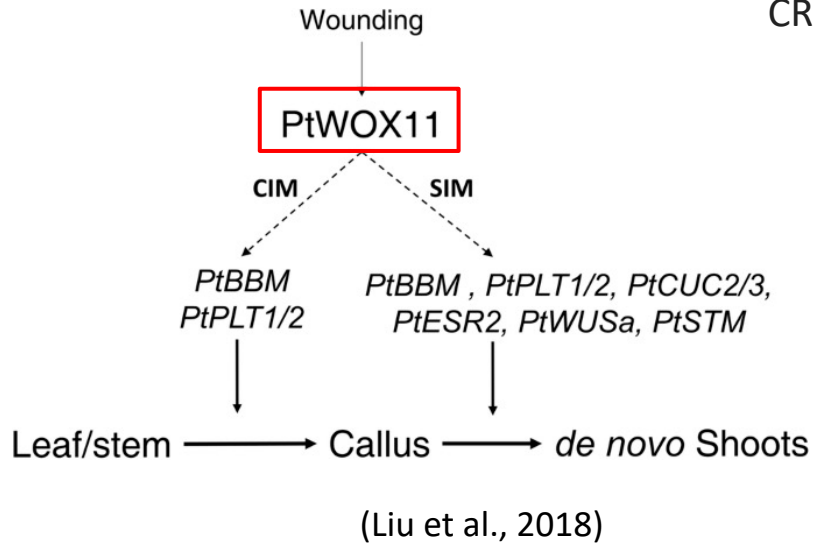 CR
Wounding
PtWOX11
CIM
SIM
PtBBM
PtPLT1/2
PtBBM , PtPLT1/2, PtCUC2/3,
PtESR2, PtWUSa, PtSTM
Leaf/stem
Callus
de novo Shoots
(Liu et al., 2018)